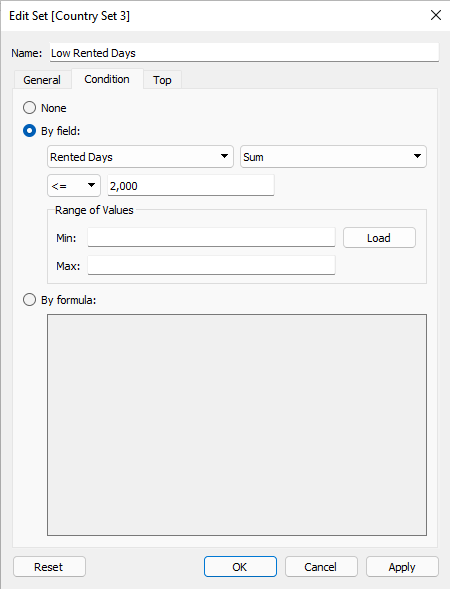 Edit Set [Country Set 3]
Name: Low Rented Days
General Condition Top
None
By field:
Rented Days Sum
<= 2,000
Range of Values
Min: Load
Max:
By formula:
Reset OK Cancel Apply